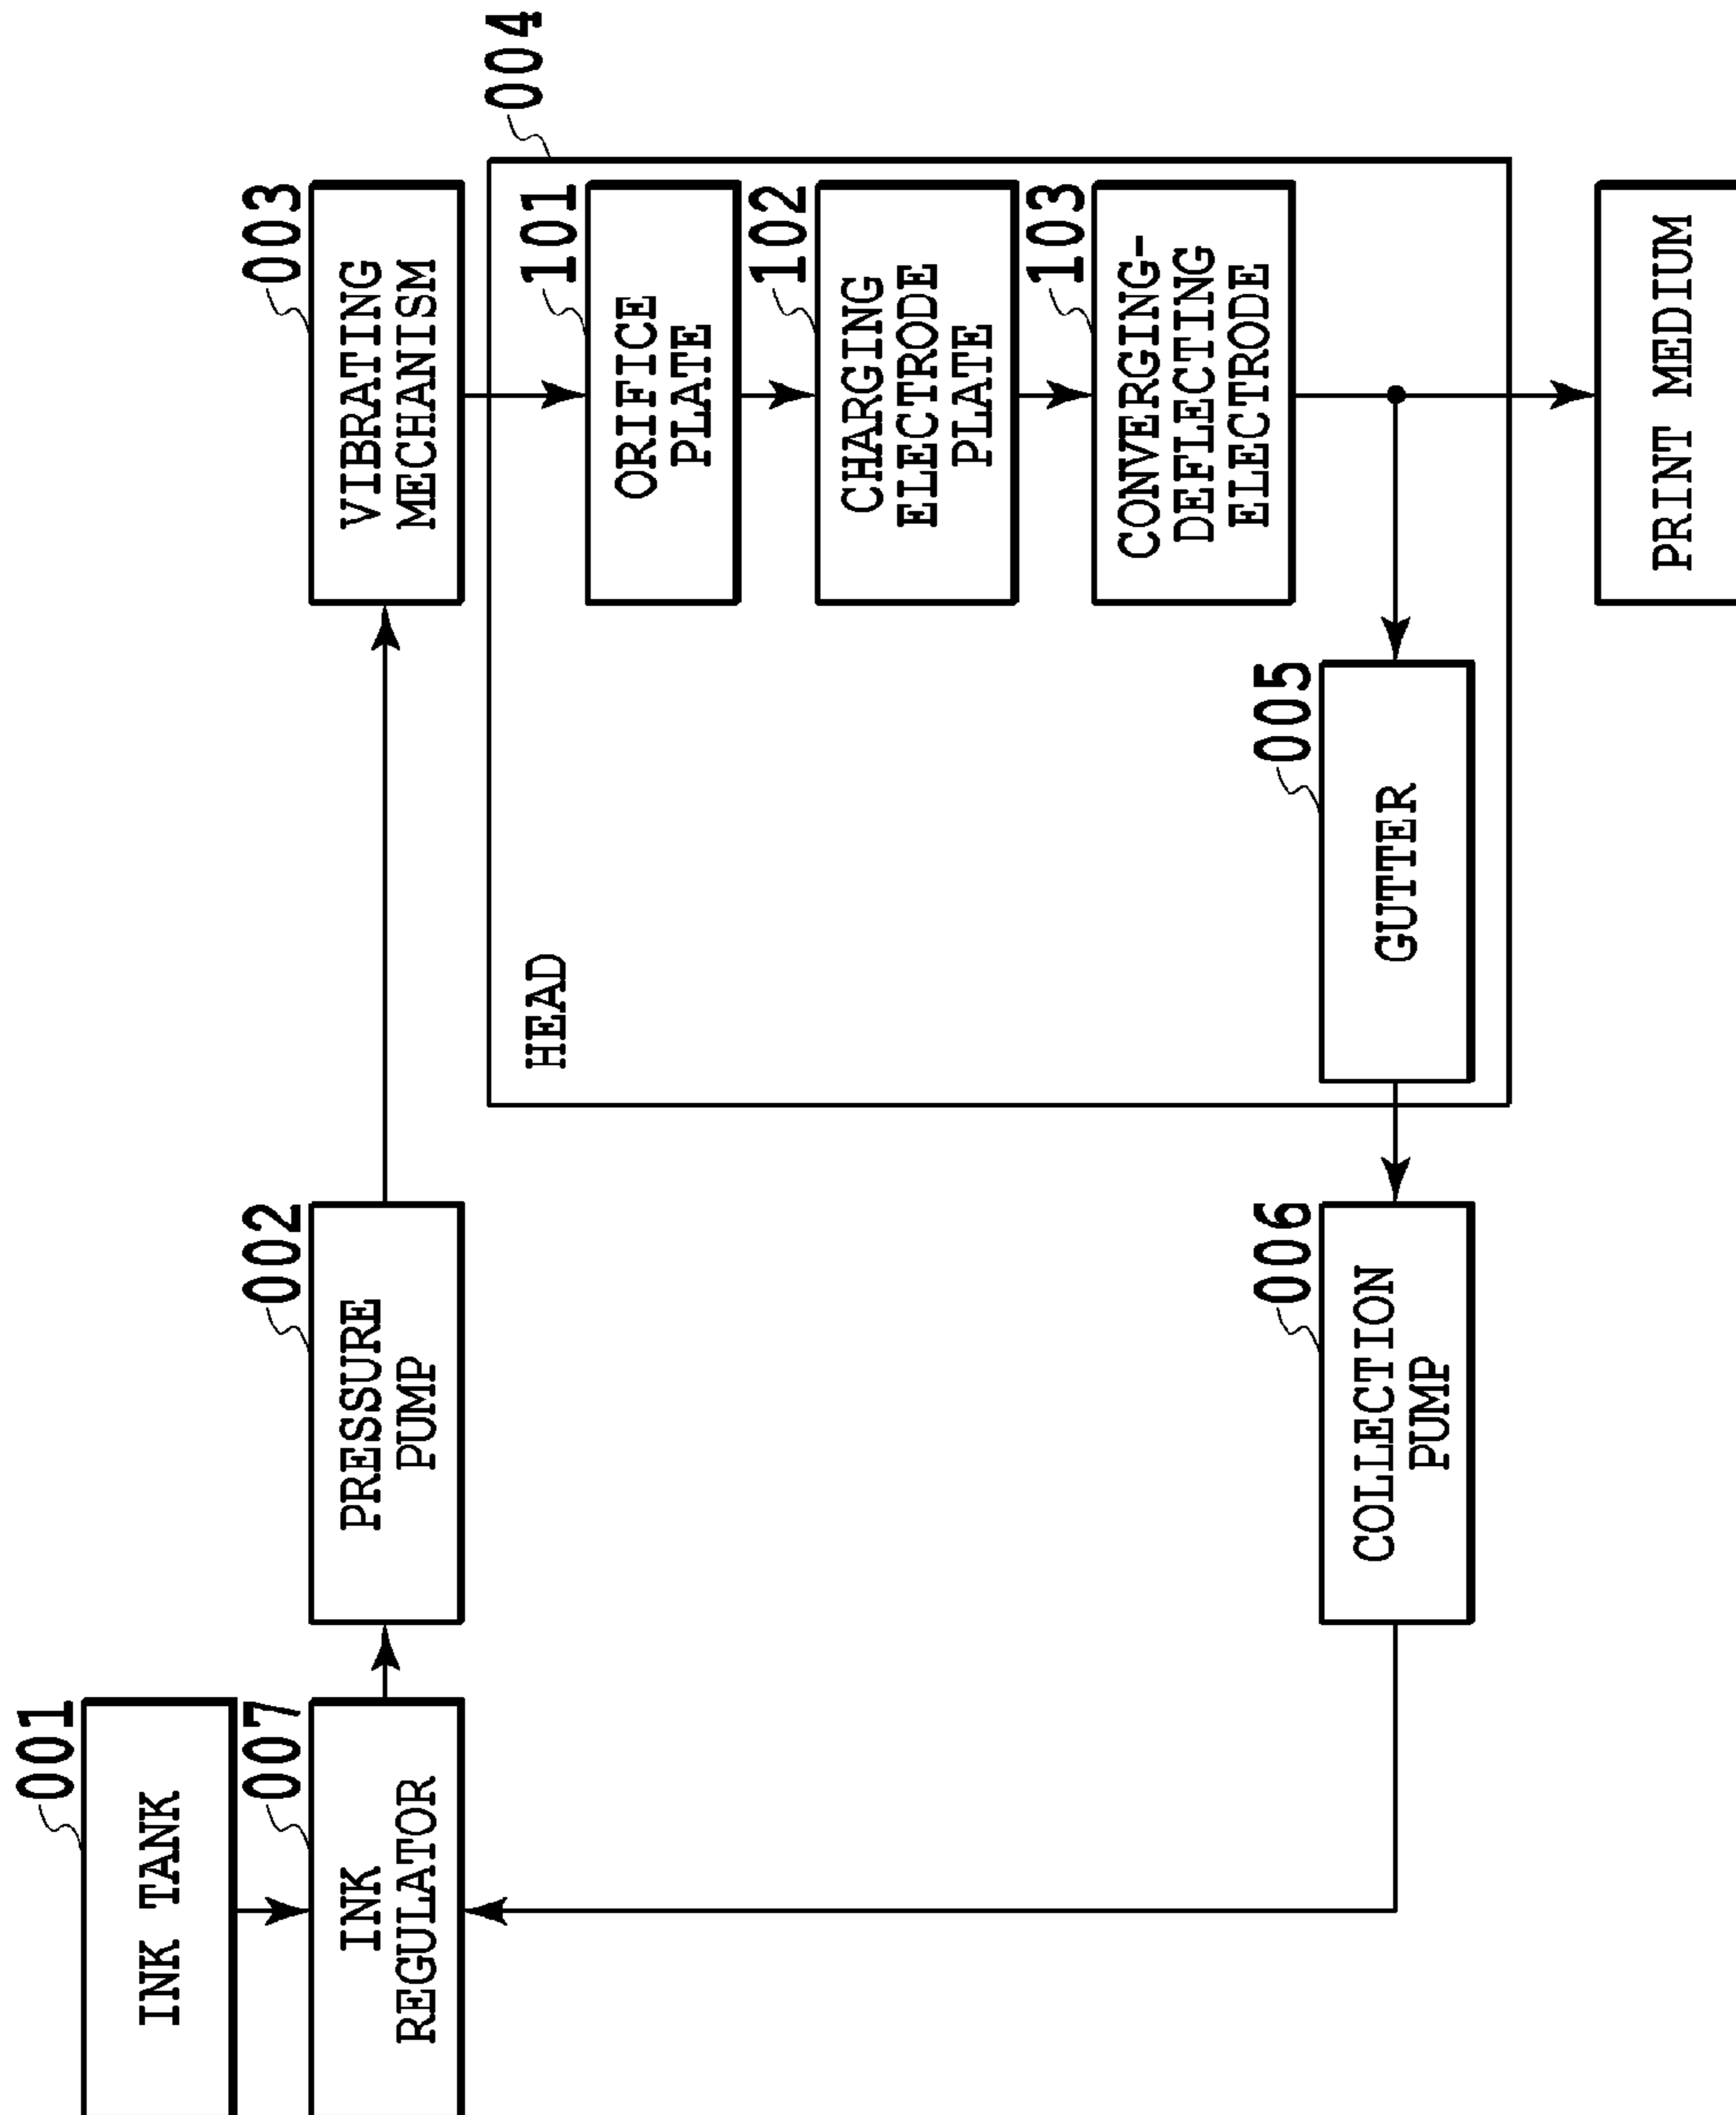 001
INK TANK
007
INK
REGULATOR
002
PRESSURE
PUMP
003
VIBRATING
MECHANISM
004
HEAD
101
ORIFICE
PLATE
102
CHARGING
ELECTRODE
PLATE
103
CONVERGING-
DEFLECTING
ELECTRODE
005
GUTTER
006
COLLECTION
PUMP
PRINT MEDIUM